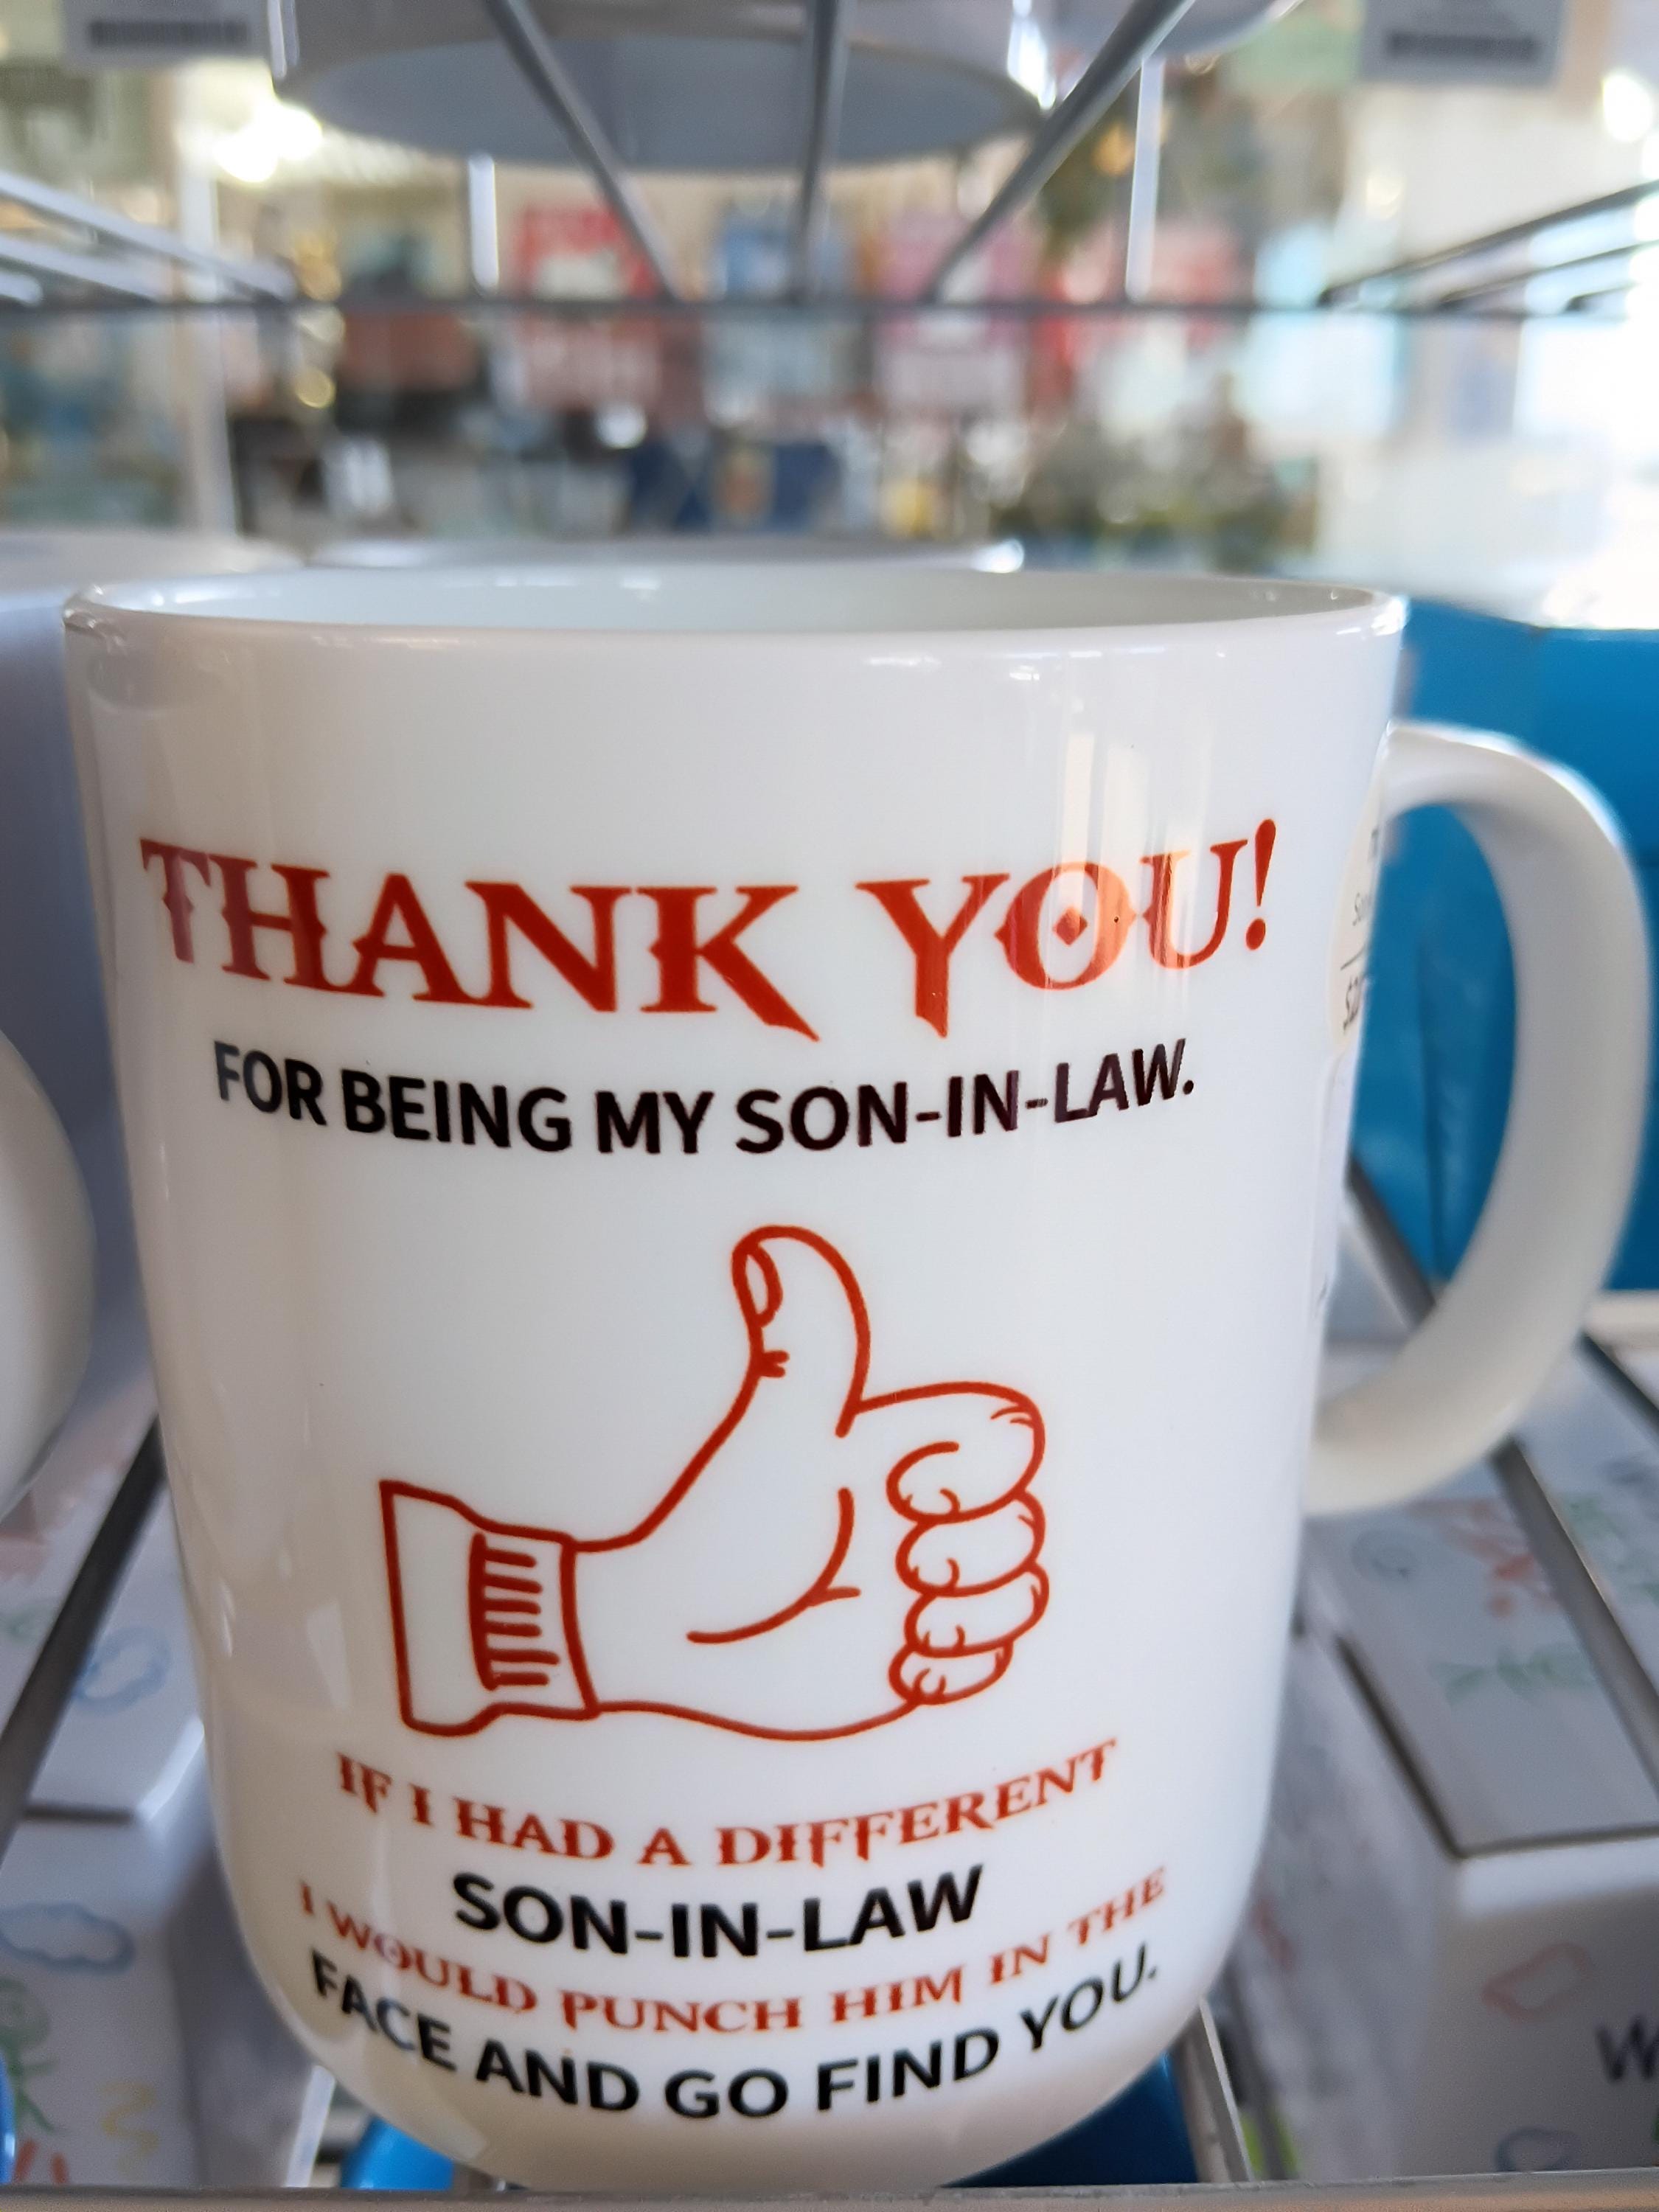 THANK YOU!
FOR BEING MY SON-IN-LAW.
IF I HAD A DIFFERENT
SON-IN-LAW
I WOULD PUNCH HIM IN THE
FACE AND GO FIND YOU.